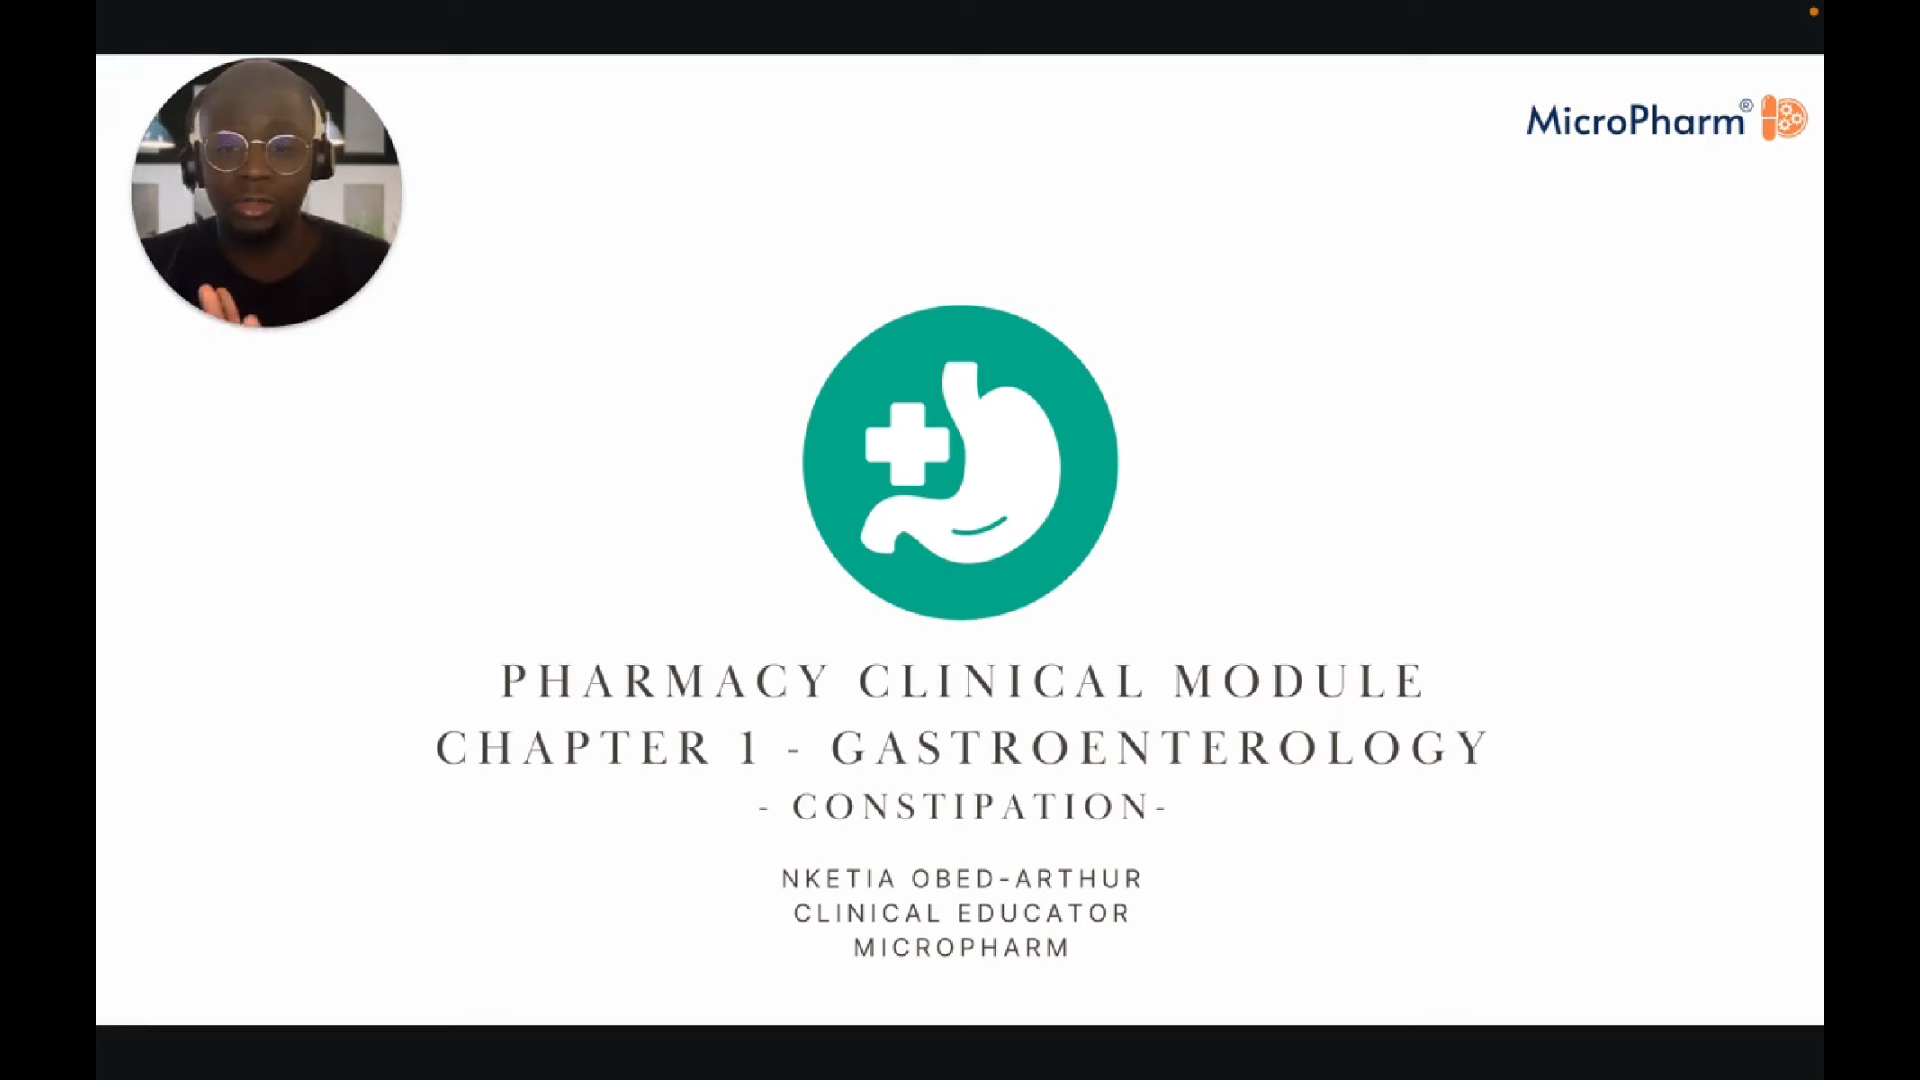 MicroPharm®
PHARMACY CLINICAL MODULE
CHAPTER 1 - GASTROENTEROLOGY
- CONSTIPATION-
NKETIA OBED-ARTHUR
CLINICAL EDUCATOR
MICROPHARM